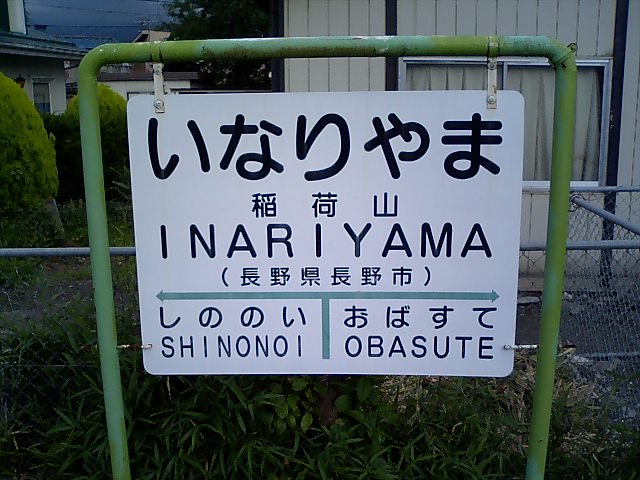 いなりやま
稲荷山
INARIYAMA
(長野県長野市)
しののい おばすて
SHINONOI OBASUTE